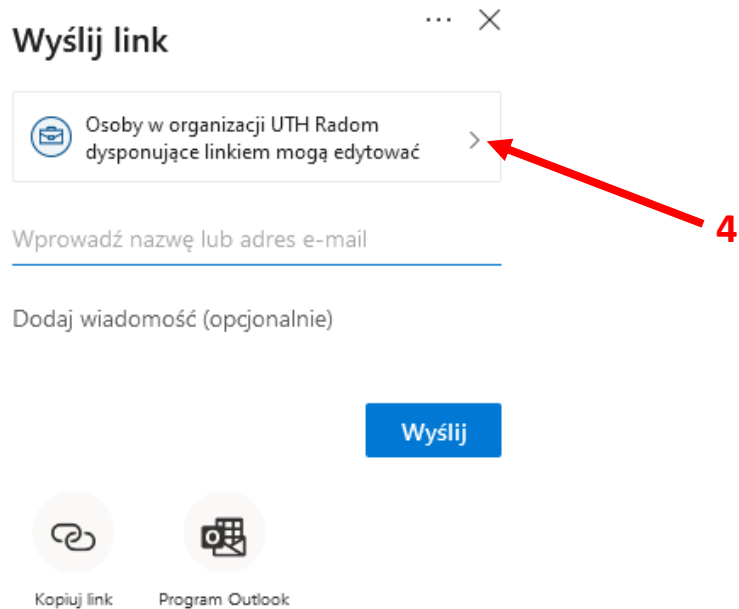 Wyślij link
Osoby w organizacji UTH Radom
dysponujące linkiem mogą edytować
4
Wprowadź nazwę lub adres e-mail
Dodaj wiadomość (opcjonalnie)
Wyślij
Kopiuj link
Program Outlook